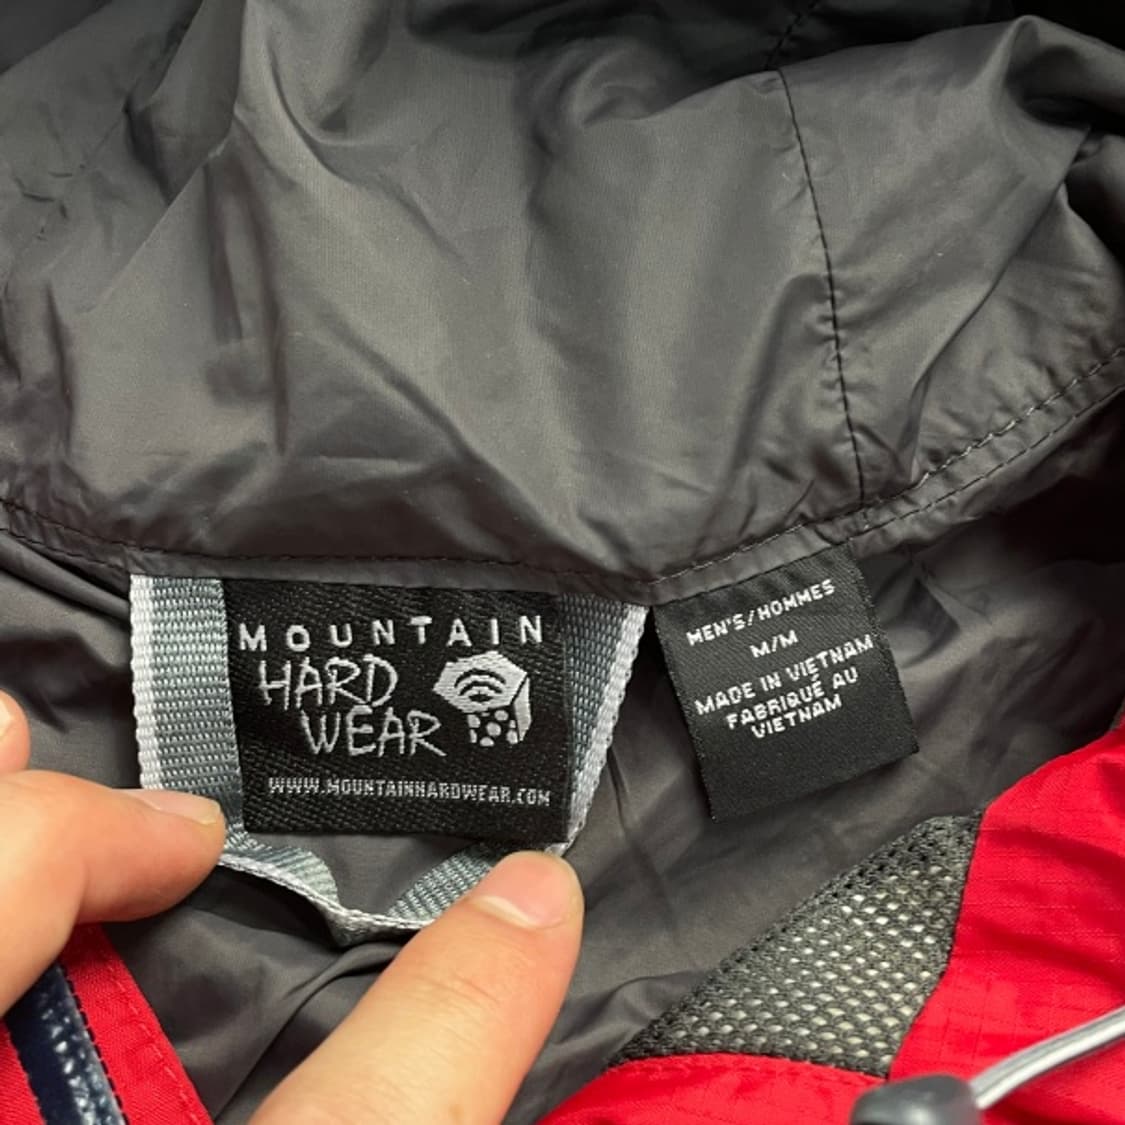 MOUNTAIN
HARD
WEAR
WWW.MOUNTAINHARDWEAR.COM
MEN'S/HOMMES
M/M
MADE IN VIETNAM
FABRIQUÉ AU
VIETNAM